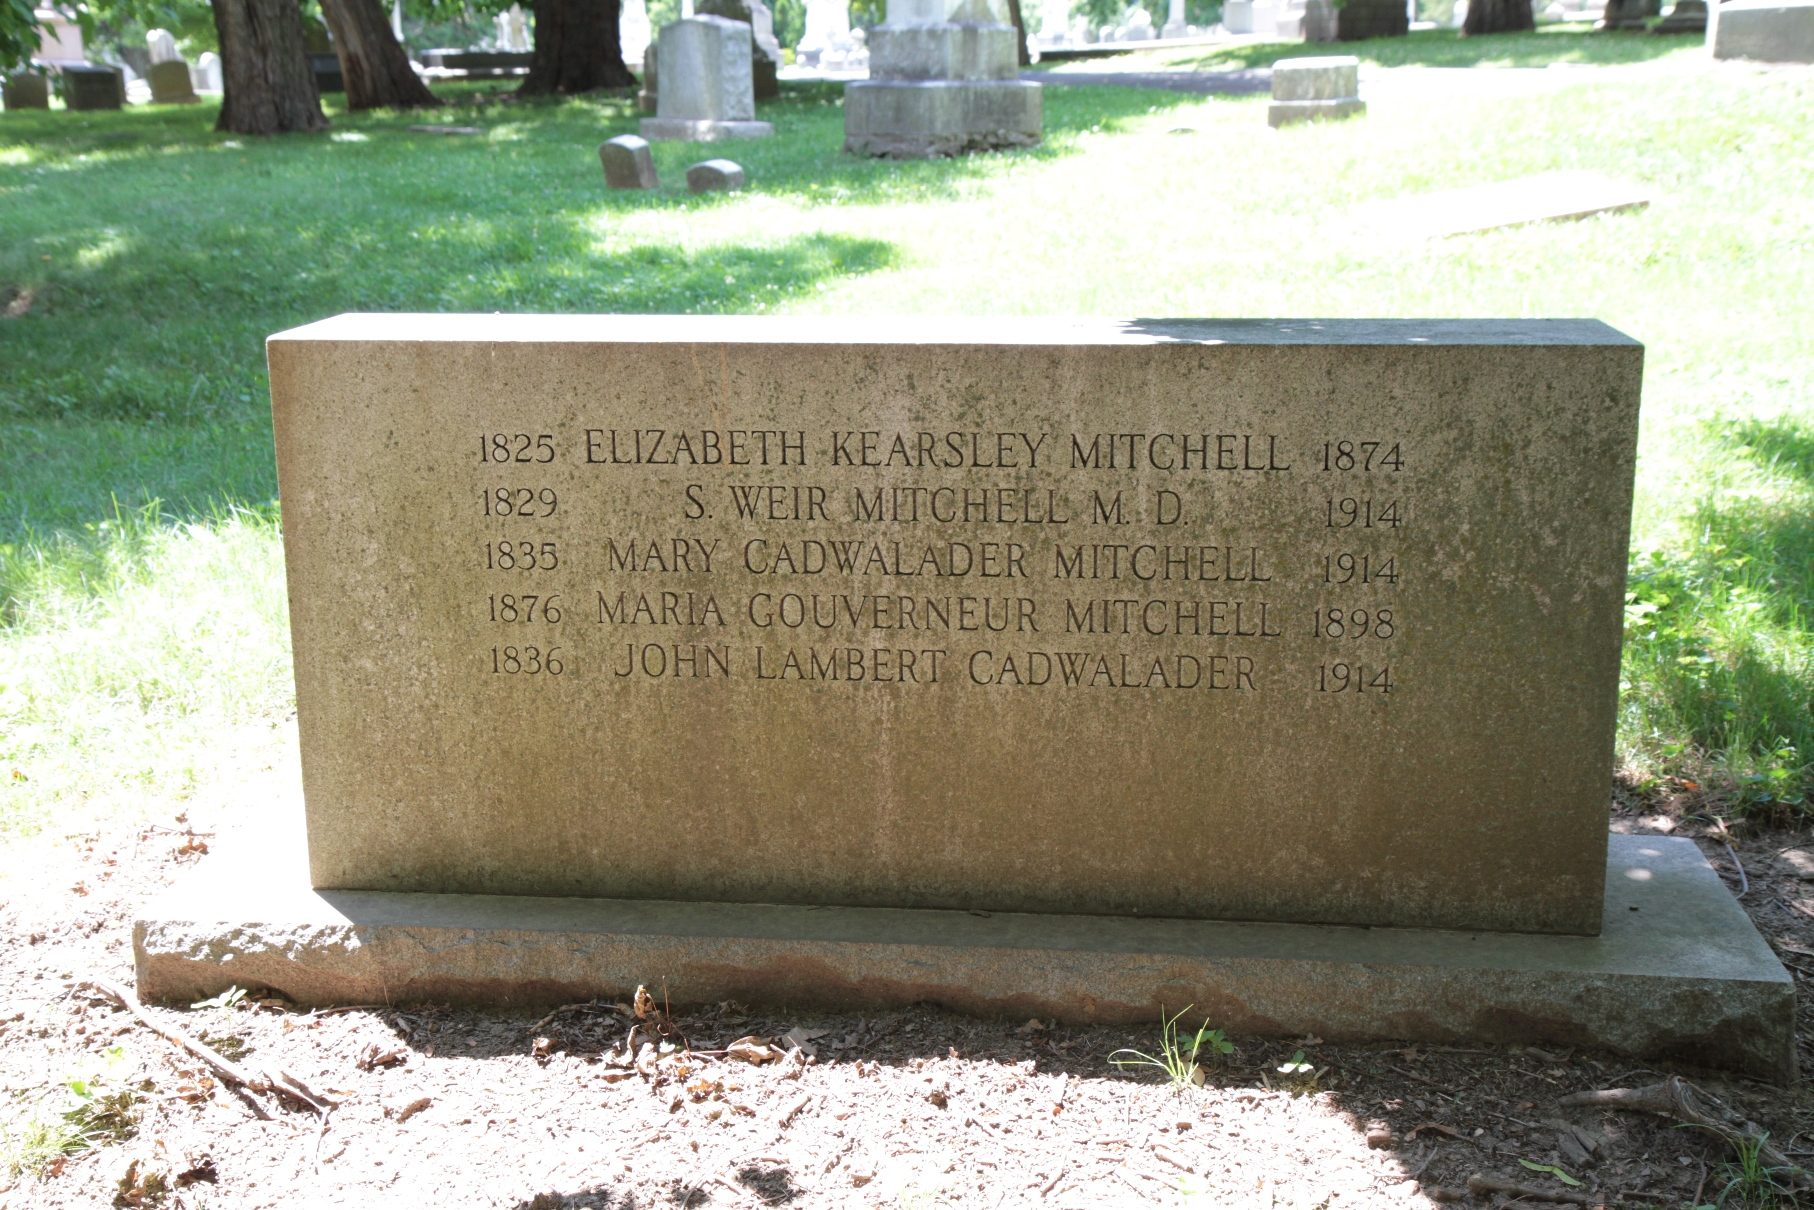 1825 ELIZABETH KEARSLEY MITCHELL 1874
1829 S. WEIR MITCHELL M. D. 1914
1835 MARY CADWALADER MITCHELL 1914
1876 MARIA GOUVERNEUR MITCHELL 1898
1836 JOHN LAMBERT CADWALADER 1914